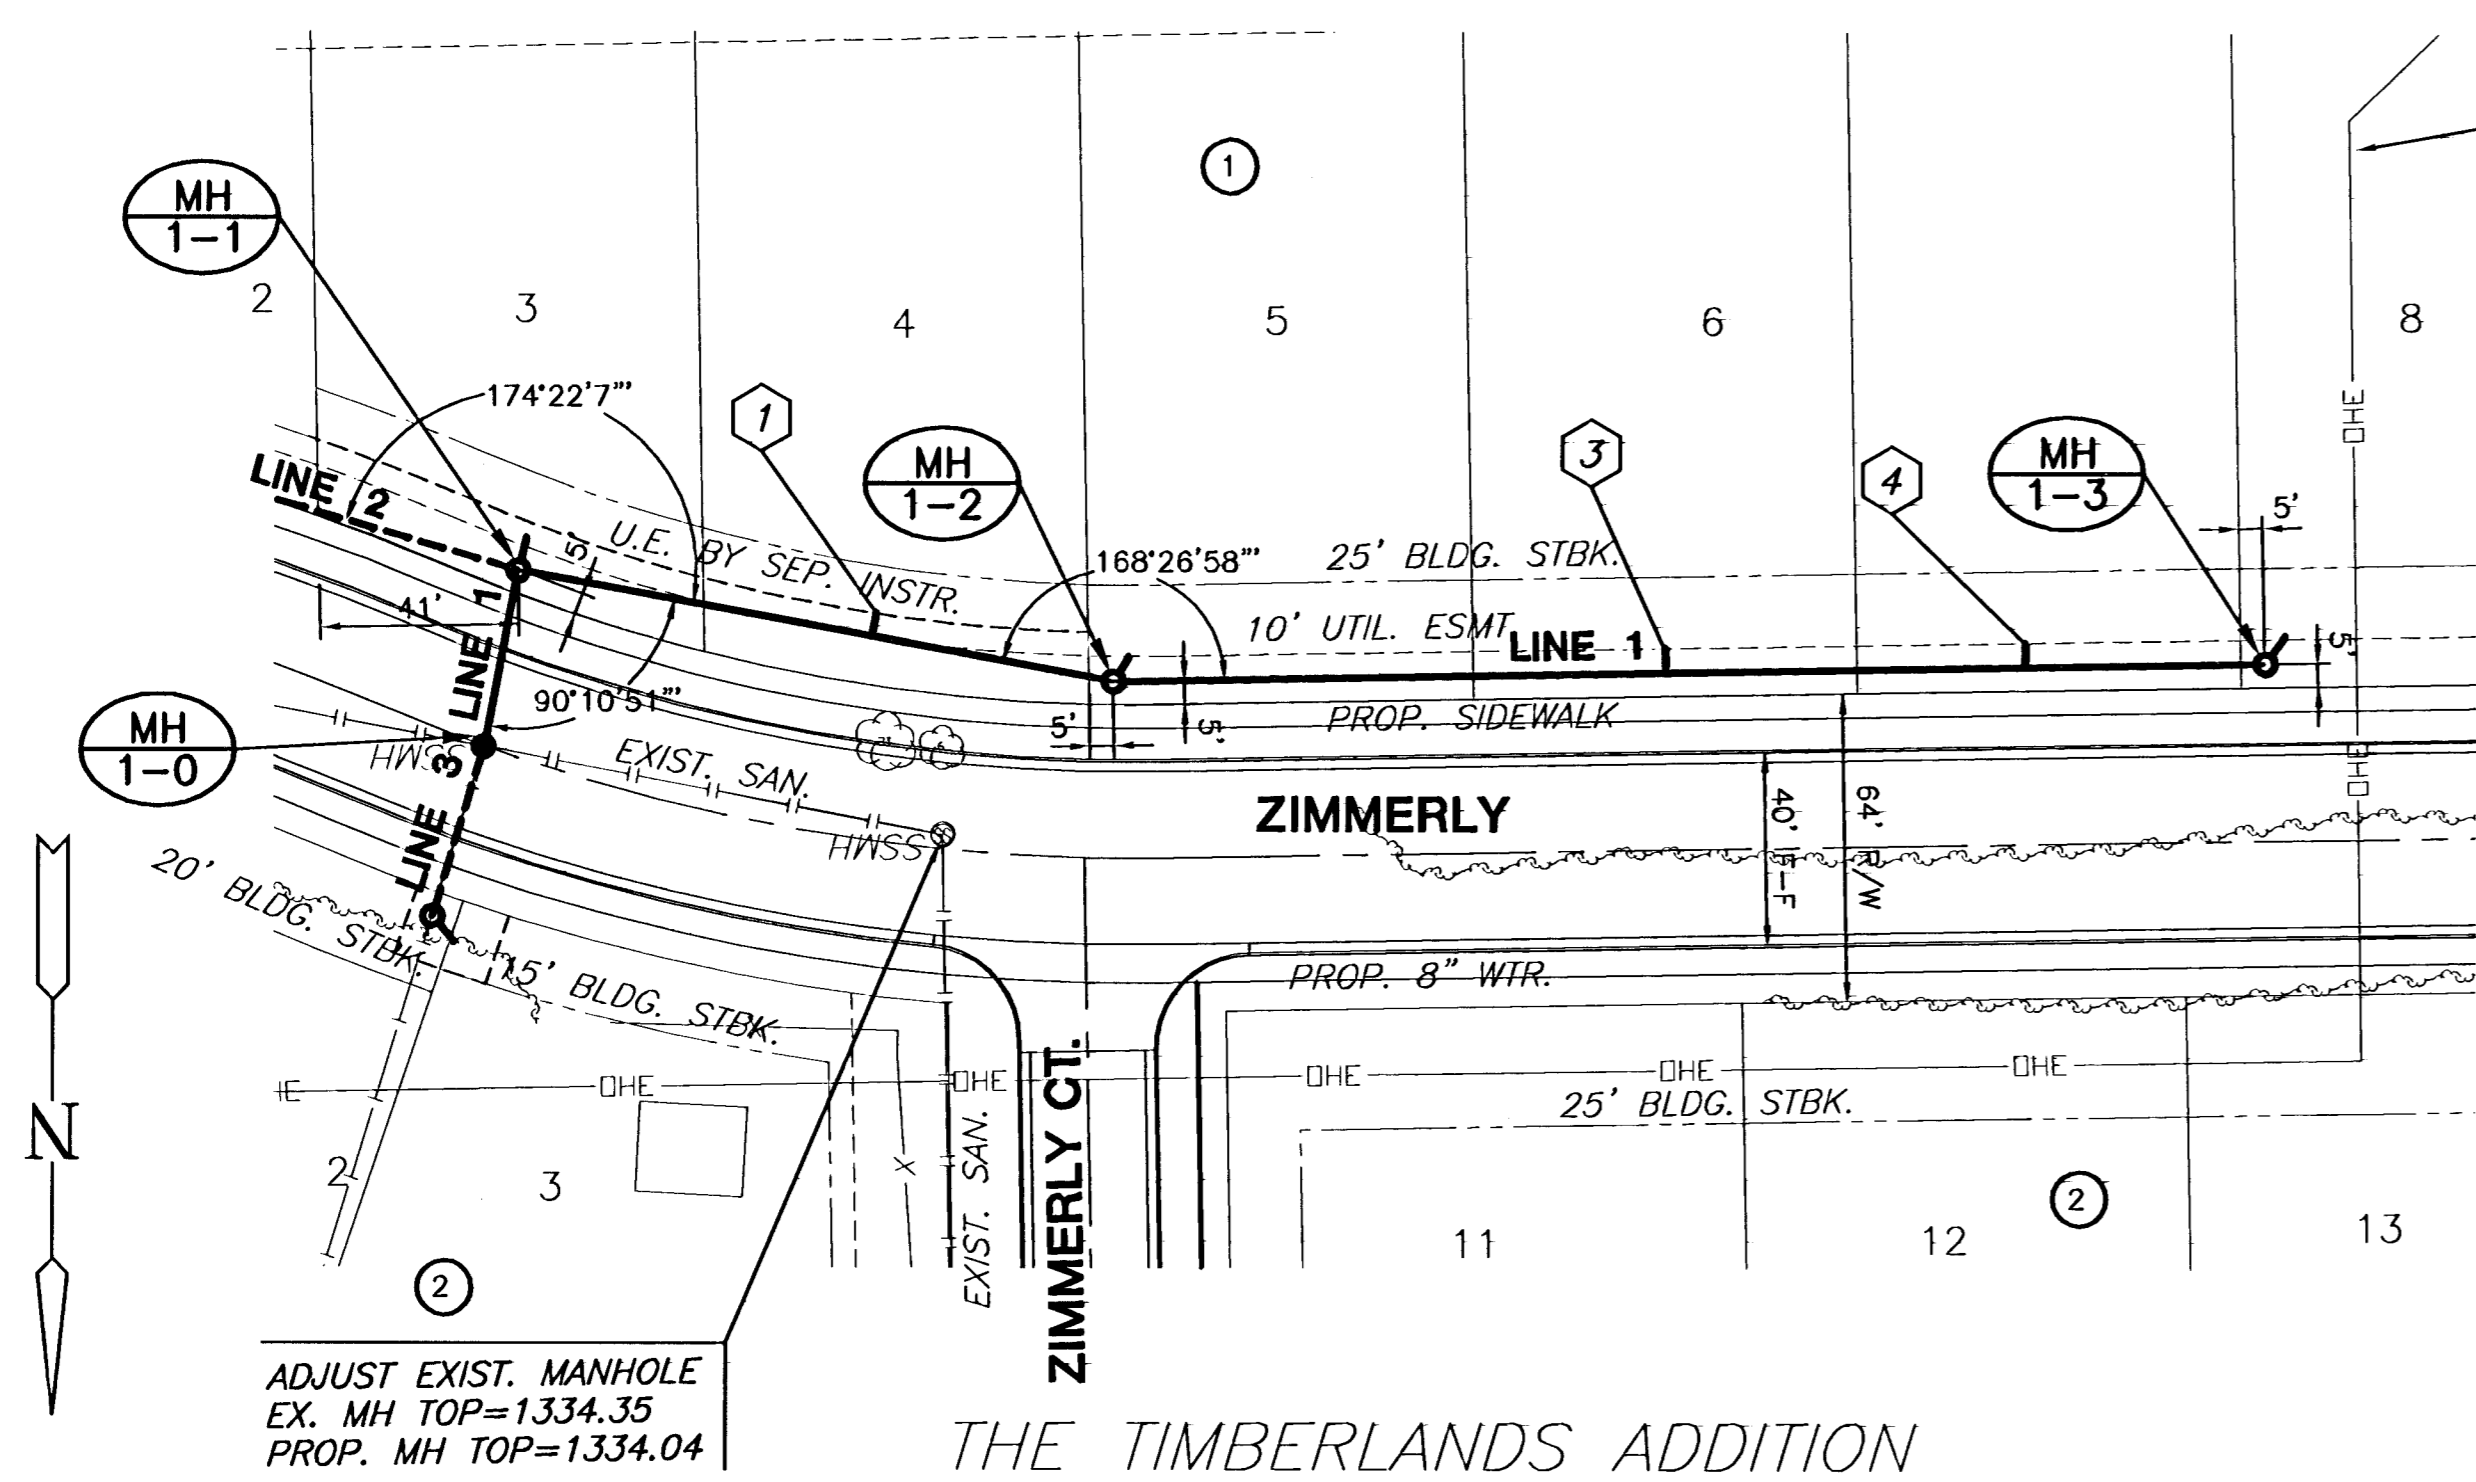 1
MH
1-1
2
3
4
5
6
8
174°22'7"'
1
MH
1-2
3
4
MH
1-3
OHE
5'
LINE 2
U.E. BY SEP. INSTR.
5'
168°26'58"'
25' BLDG. STBK.
10' UTIL. ESMT.
LINE 1
5'
41'
LINE 1
90°10'51"'
5'
5'
PROP. SIDEWALK
MH
1-0
SSMH
EXIST. SAN.
LINE 3
SSMH
ZIMMERLY
40' F-F
64' R/W
OHE
20' BLDG. STBK.
15' BLDG. STBK.
PROP. 8" WTR.
HE
OHE
OHE
OHE
OHE
OHE
25' BLDG. STBK.
N
2
3
X
EXIST. SAN.
ZIMMERLY CT.
11
12
2
13
2
ADJUST EXIST. MANHOLE
EX. MH TOP=1334.35
PROP. MH TOP=1334.04
THE TIMBERLANDS ADDITION